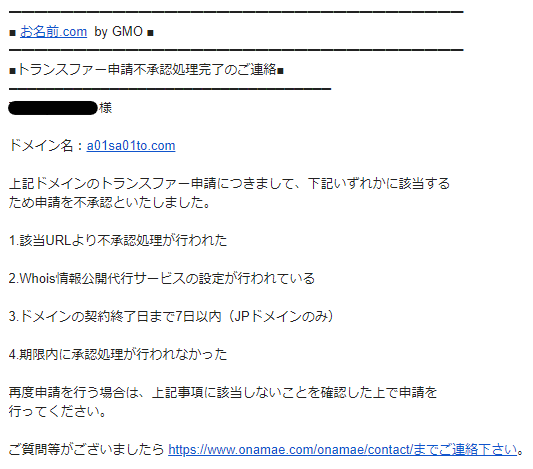 ■ お名前.com by GMO ■
■トランスファー申請不承認処理完了のご連絡■
様
ドメイン名：a01sa01to.com
上記ドメインのトランスファー申請につきまして、下記いずれかに該当する
ため申請を不承認といたしました。
1.該当URLより不承認処理が行われた
2.Whois情報公開代行サービスの設定が行われている
3.ドメインの契約終了日まで7日以内（JPドメインのみ）
4.期限内に承認処理が行われなかった
再度申請を行う場合は、上記事項に該当しないことを確認した上で申請を
行ってください。
ご質問等がございましたら https://www.onamae.com/onamae/contact/までご連絡下さい。